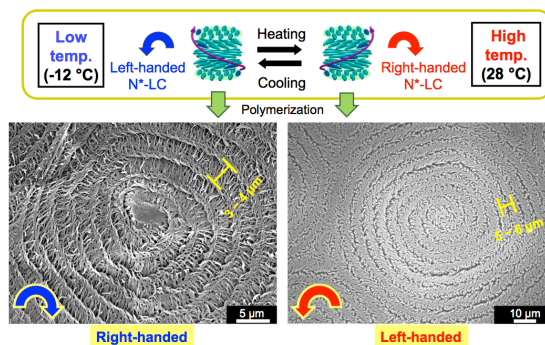 Low
temp.
(-12 °C)
Left-handed
N*-LC
Heating
Cooling
Right-handed
N*-LC
High
temp.
(28 °C)
Polymerization
3 ~ 4 μm
5 ~ 6 μm
5 μm
10 μm
Right-handed
Left-handed